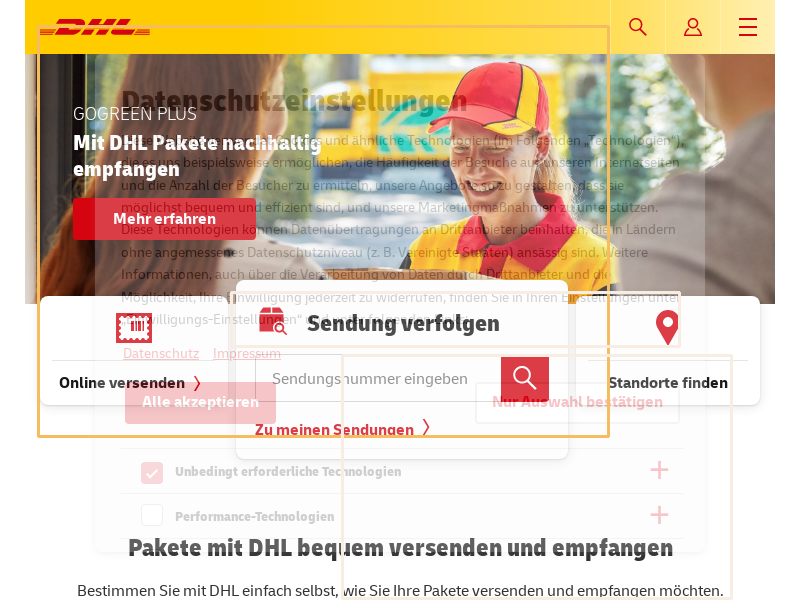 DHL
GOGREEN PLUS
Mit DHL Pakete nachhaltig
empfangen
Mehr erfahren
Datenschutzeinstellungen
und ähnliche Technologien (im Folgenden „Technologien“),
die es uns beispielsweise ermöglichen, die Häufigkeit der Besuche auf unseren Internetseiten
und die Anzahl der Besucher zu ermitteln, unsere Angebote so zu gestalten, dass sie
möglichst bequem und effizient sind, und unsere Marketingmaßnahmen zu unterstützen.
Diese Technologien können Datenübertragungen an Drittanbieter beinhalten, die in Ländern
ohne angemessenes Datenschutzniveau (z. B. Vereinigte Staaten) ansässig sind. Weitere
Informationen, auch über die Verarbeitung von Daten durch Drittanbieter und die
Möglichkeit, Ihre Einwilligung jederzeit zu widerrufen, finden Sie in Ihren Einstellungen unter
Datenschutz Impressum
Alle akzeptieren
Nur Auswahl bestätigen
Unbedingt erforderliche Technologien
Performance-Technologien
Online versenden
Sendung verfolgen
Sendungsnummer eingeben
Zu meinen Sendungen
Standorte finden
Pakete mit DHL bequem versenden und empfangen
Bestimmen Sie mit DHL einfach selbst, wie Sie Ihre Pakete versenden und empfangen möchten.